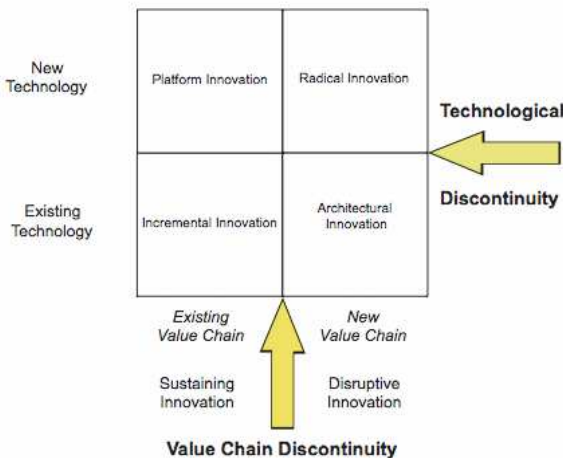 New
Technology
Platform Innovation
Radical Innovation
Technological
Discontinuity
Existing
Technology
Incremental Innovation
Architectural
Innovation
Existing
Value Chain
New
Value Chain
Sustaining
Innovation
Disruptive
Innovation
Value Chain Discontinuity